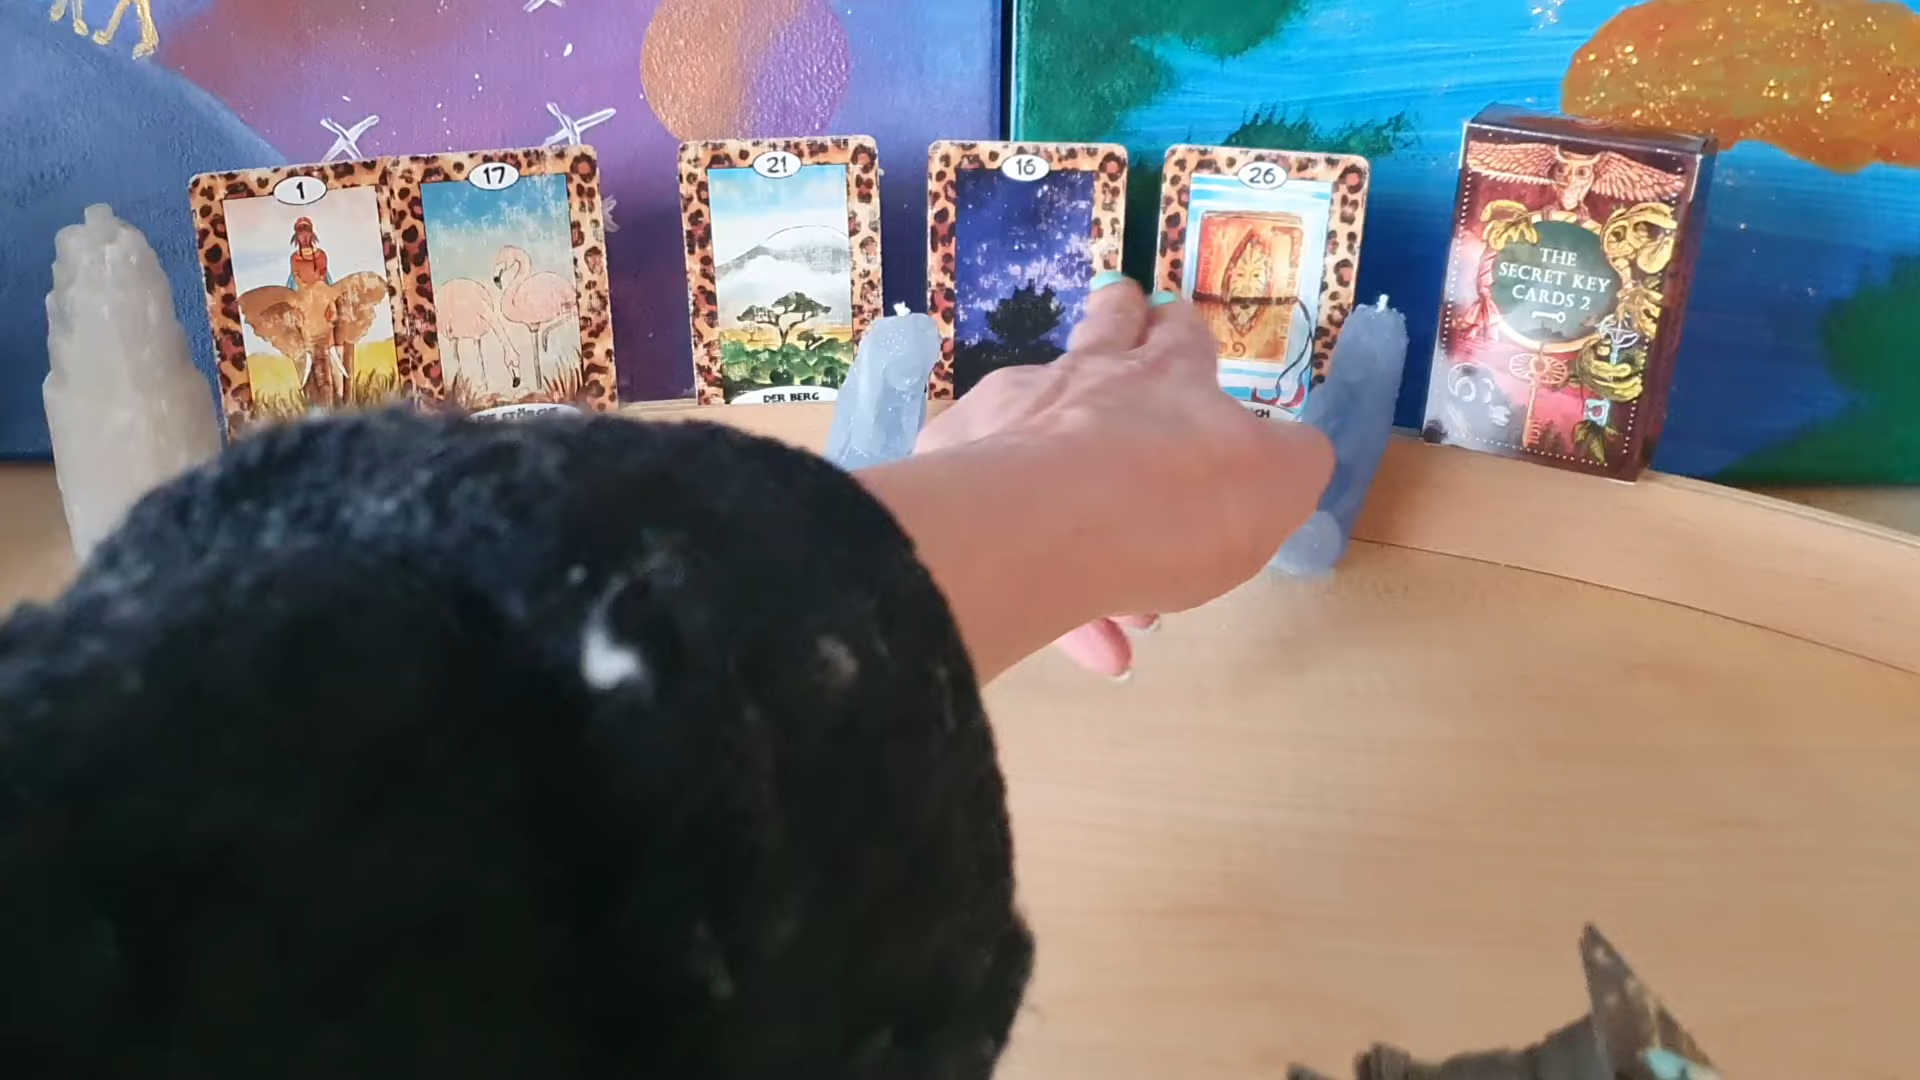 1
17
21
16
26
DER BERG
THE
SECRET KEY
CARDS 2